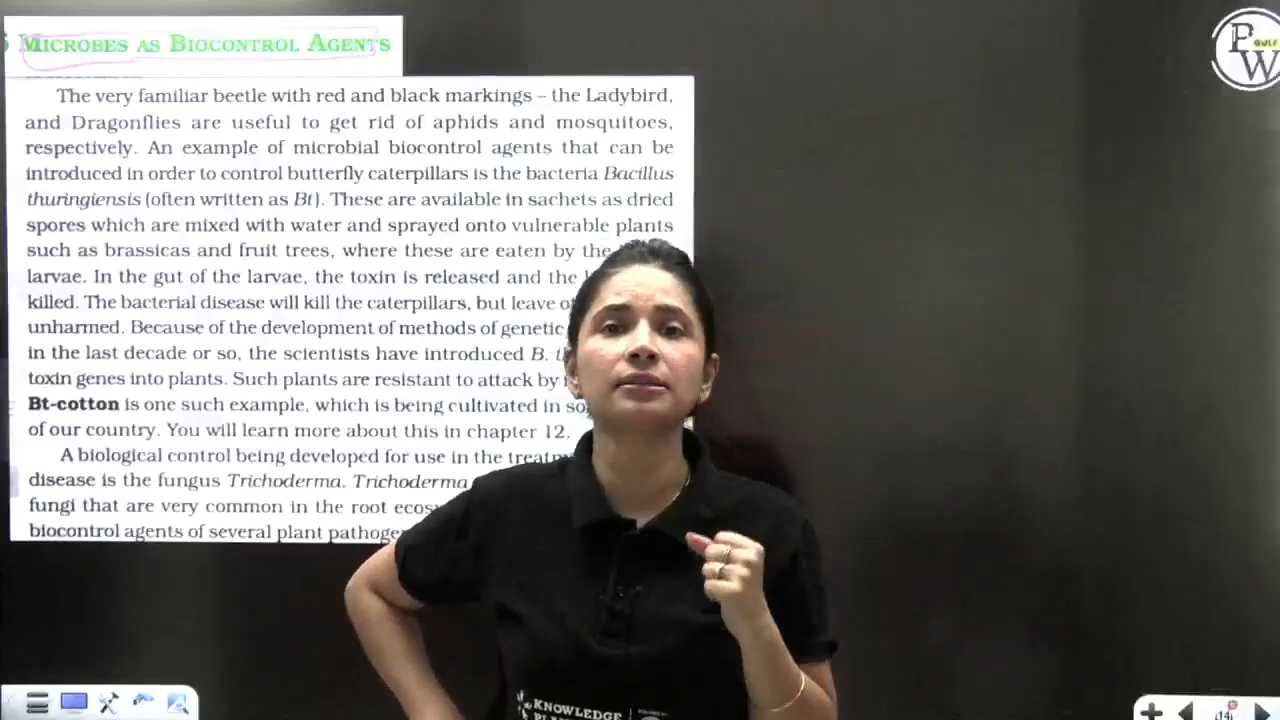 MICROBES AS BIOCONTROL AGENTS
PW
GULF
The very familiar beetle with red and black markings – the Ladybird,
and Dragonflies are useful to get rid of aphids and mosquitoes,
respectively. An example of microbial biocontrol agents that can be
introduced in order to control butterfly caterpillars is the bacteria Bacillus
thuringiensis (often written as Bt). These are available in sachets as dried
spores which are mixed with water and sprayed onto vulnerable plants
such as brassicas and fruit trees, where these are eaten by the
larvae. In the gut of the larvae, the toxin is released and the
killed. The bacterial disease will kill the caterpillars, but leave
unharmed. Because of the development of methods of genetic
in the last decade or so, the scientists have introduced B.
toxin genes into plants. Such plants are resistant to attack by
Bt-cotton is one such example, which is being cultivated in
of our country. You will learn more about this in chapter 12.
A biological control being developed for use in the
disease is the fungus Trichoderma. Trichoderma
fungi that are very common in the root
biocontrol agents of several plant
KNOWLEDGE
14